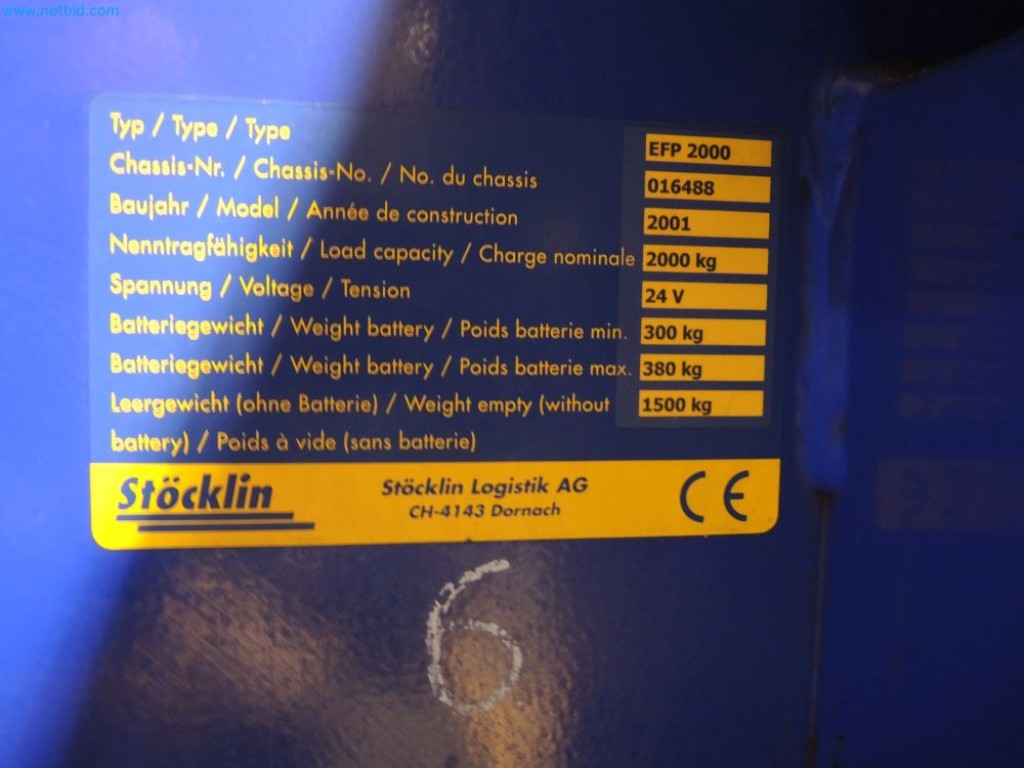 www.netbid.com
Typ / Type / Type EFP 2000
Chassis-Nr. / Chassis-No. / No. du chassis 016488
Baujahr / Model / Année de construction 2001
Nenntragfähigkeit / Load capacity / Charge nominale 2000 kg
Spannung / Voltage / Tension 24 V
Batteriegewicht / Weight battery / Poids batterie min. 300 kg
Batteriegewicht / Weight battery / Poids batterie max. 380 kg
Leergewicht (ohne Batterie) / Weight empty (without 1500 kg
battery) / Poids à vide (sans batterie)
Stöcklin
Stöcklin Logistik AG
CH-4143 Dornach
CE
6